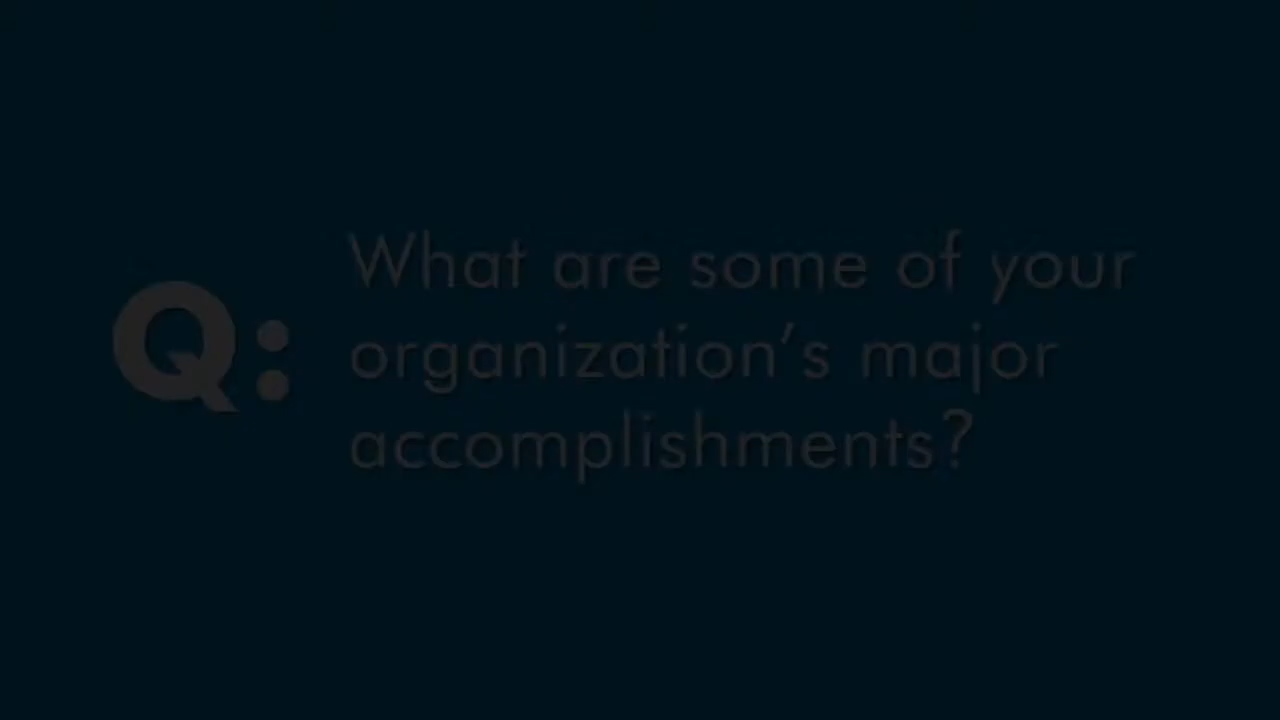 Q:
What are some of your
organization's major
accomplishments?